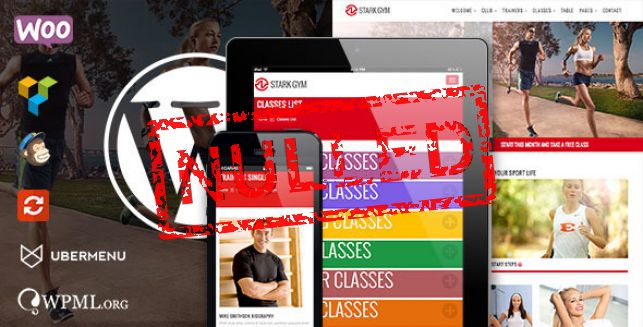 WOO
UBERMENU
WPML.ORG
NULLED
STARK GYM
CLASSES LIST
CLASSES
CLASSES
G CLASSES
CLASSES
R CLASSES
CLASSES
MIKE SMITHSON BIOGRAPHY
STARK GYM
WELCOME
CLUB
TRAINERS
CLASSES
TABLE
PAGES
CONTACT
START THIS MONTH AND TAKE A FREE CLASS
YOUR SPORT LIFE
E
START STEPS